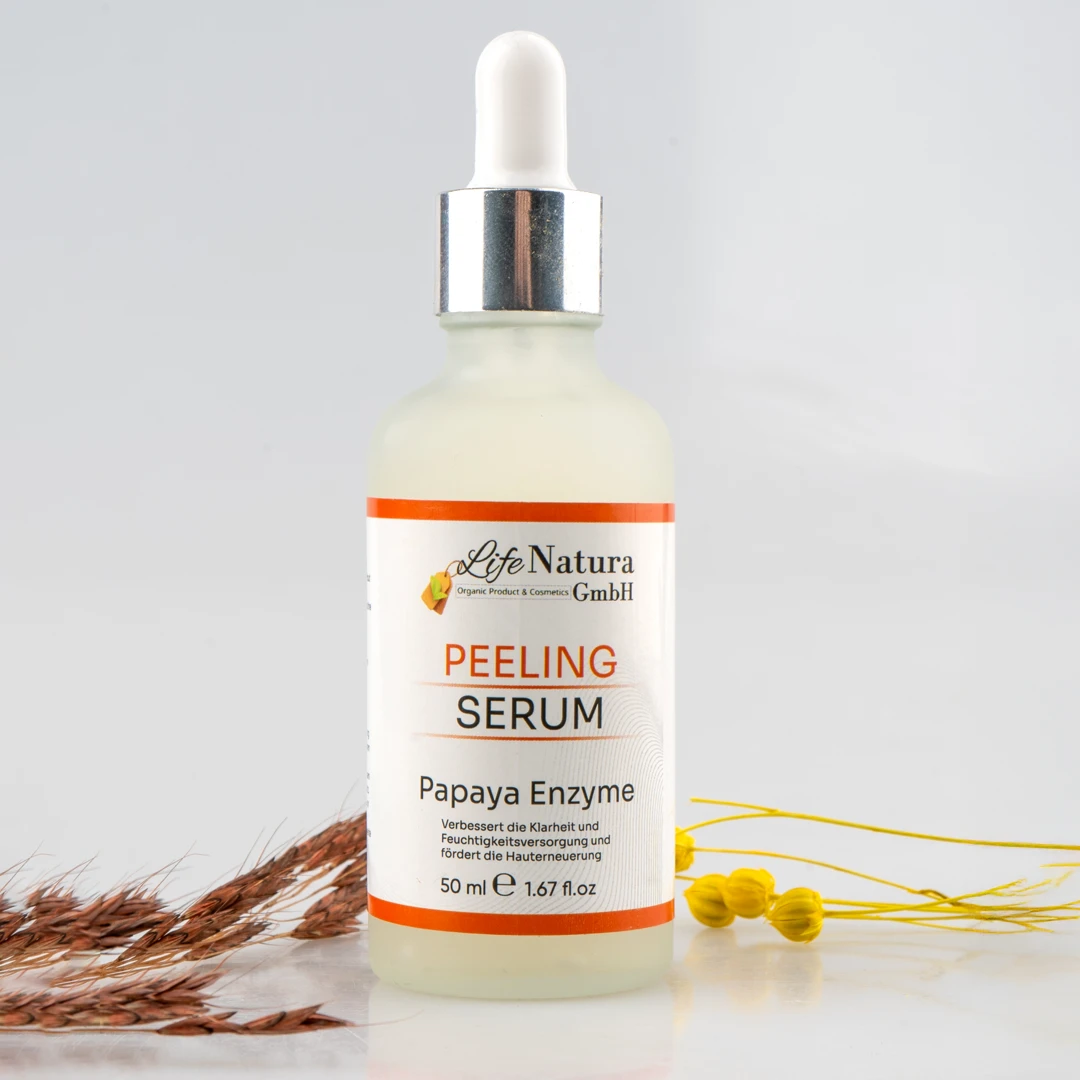 Life Natura
Organic Product & Cosmetics GmbH
PEELING
SERUM
Papaya Enzyme
Verbessert die Klarheit und
Feuchtigkeitsversorgung und
fördert die Hauterneuerung
50 ml ℮ 1.67 fl.oz